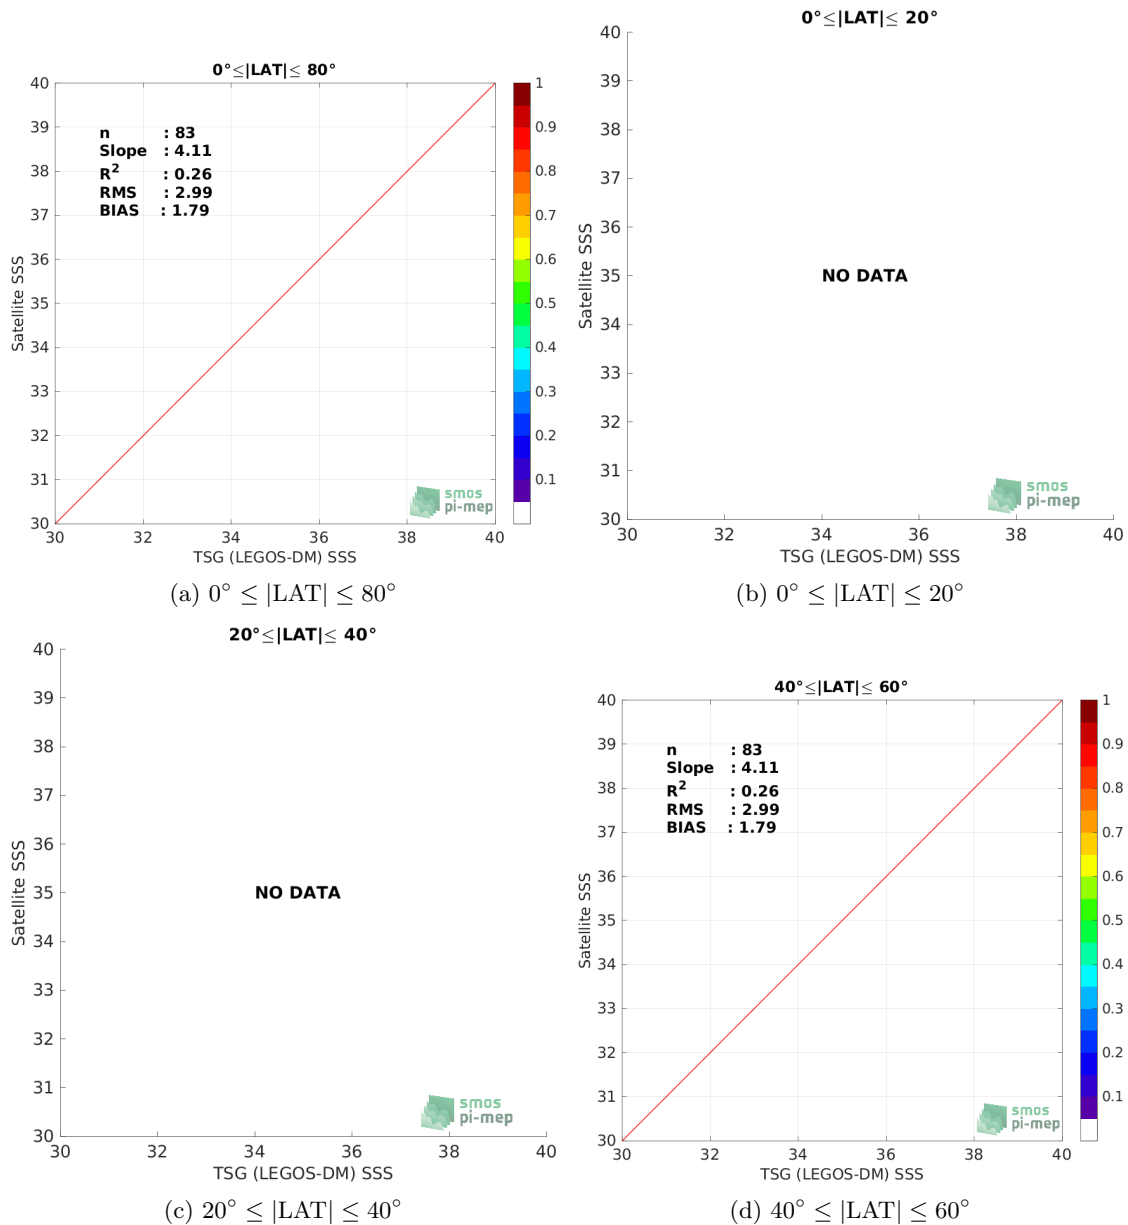 0°≤|LAT|≤ 80°
40
39
38
37
36
35
34
33
32
31
30
Satellite SSS
n : 83
Slope : 4.11
R² : 0.26
RMS : 2.99
BIAS : 1.79
smos
pi-mep
30 32 34 36 38 40
TSG (LEGOS-DM) SSS
1
0.9
0.8
0.7
0.6
0.5
0.4
0.3
0.2
0.1
(a) 0° ≤ |LAT| ≤ 80°
0°≤|LAT|≤ 20°
40
39
38
37
36
35
34
33
32
31
30
Satellite SSS
NO DATA
smos
pi-mep
30 32 34 36 38 40
TSG (LEGOS-DM) SSS
(b) 0° ≤ |LAT| ≤ 20°
20°≤|LAT|≤ 40°
40
39
38
37
36
35
34
33
32
31
30
Satellite SSS
NO DATA
smos
pi-mep
30 32 34 36 38 40
TSG (LEGOS-DM) SSS
(c) 20° ≤ |LAT| ≤ 40°
40°≤|LAT|≤ 60°
40
39
38
37
36
35
34
33
32
31
30
Satellite SSS
n : 83
Slope : 4.11
R² : 0.26
RMS : 2.99
BIAS : 1.79
smos
pi-mep
30 32 34 36 38 40
TSG (LEGOS-DM) SSS
1
0.9
0.8
0.7
0.6
0.5
0.4
0.3
0.2
0.1
(d) 40° ≤ |LAT| ≤ 60°